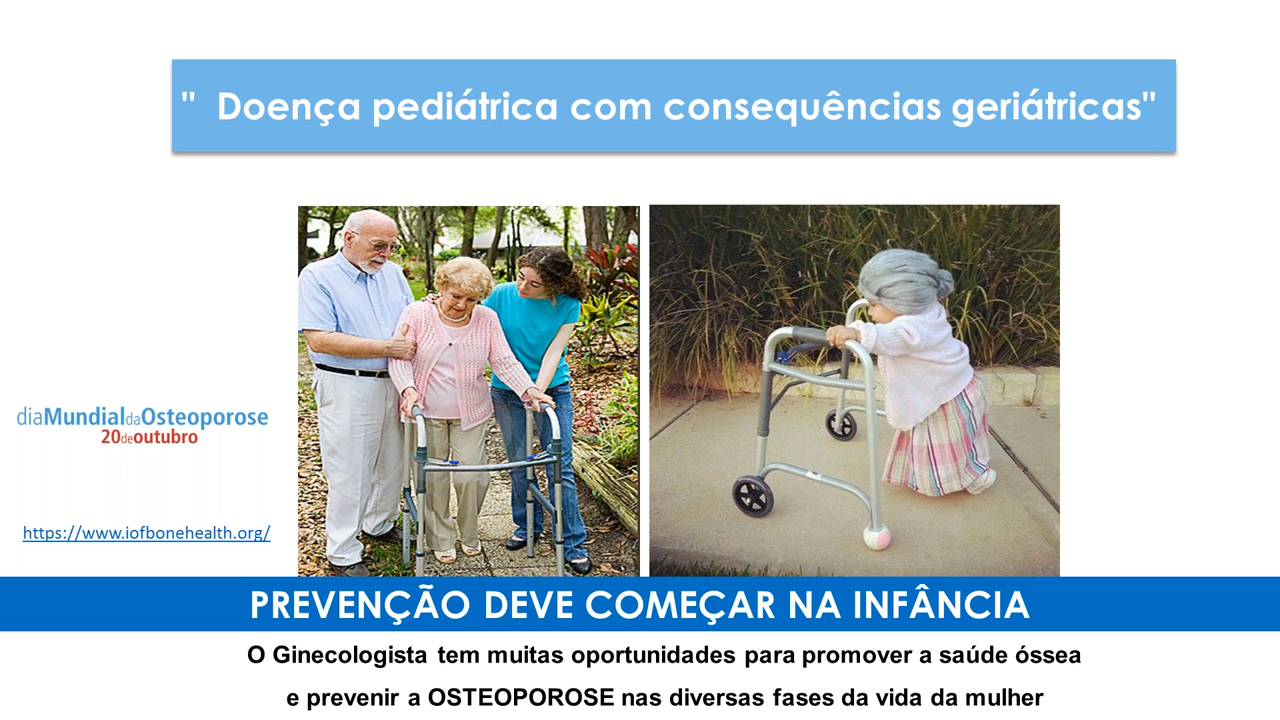 " Doença pediátrica com consequências geriátricas"
diaMundialdaOsteoporose
20deoutubro
https://www.iofbonehealth.org/
PREVENÇÃO DEVE COMEÇAR NA INFÂNCIA
O Ginecologista tem muitas oportunidades para promover a saúde óssea
e prevenir a OSTEOPOROSE nas diversas fases da vida da mulher